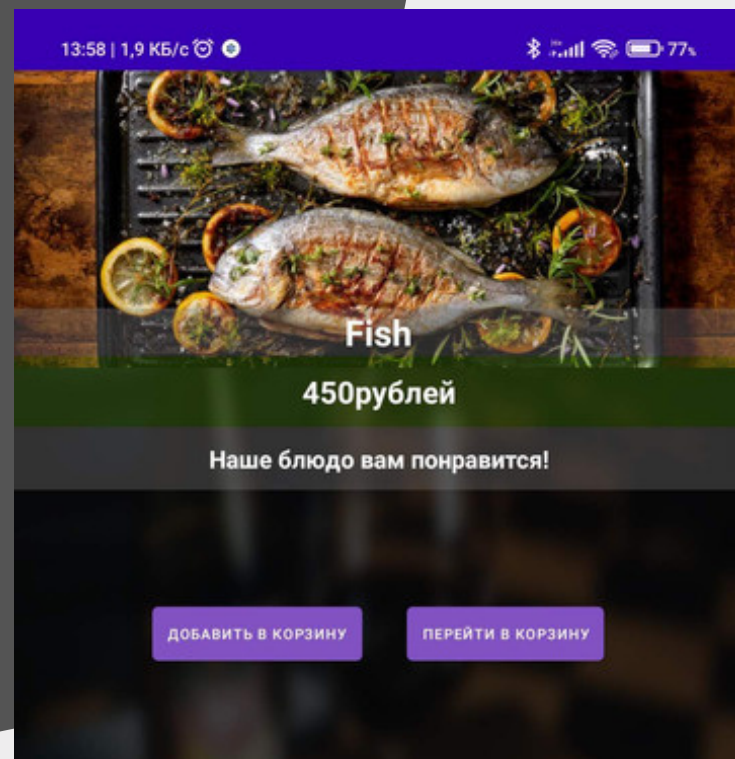 13:58 | 1,9 КБ/с
77%
Fish
450рублей
Наше блюдо вам понравится!
ДОБАВИТЬ В КОРЗИНУ
ПЕРЕЙТИ В КОРЗИНУ